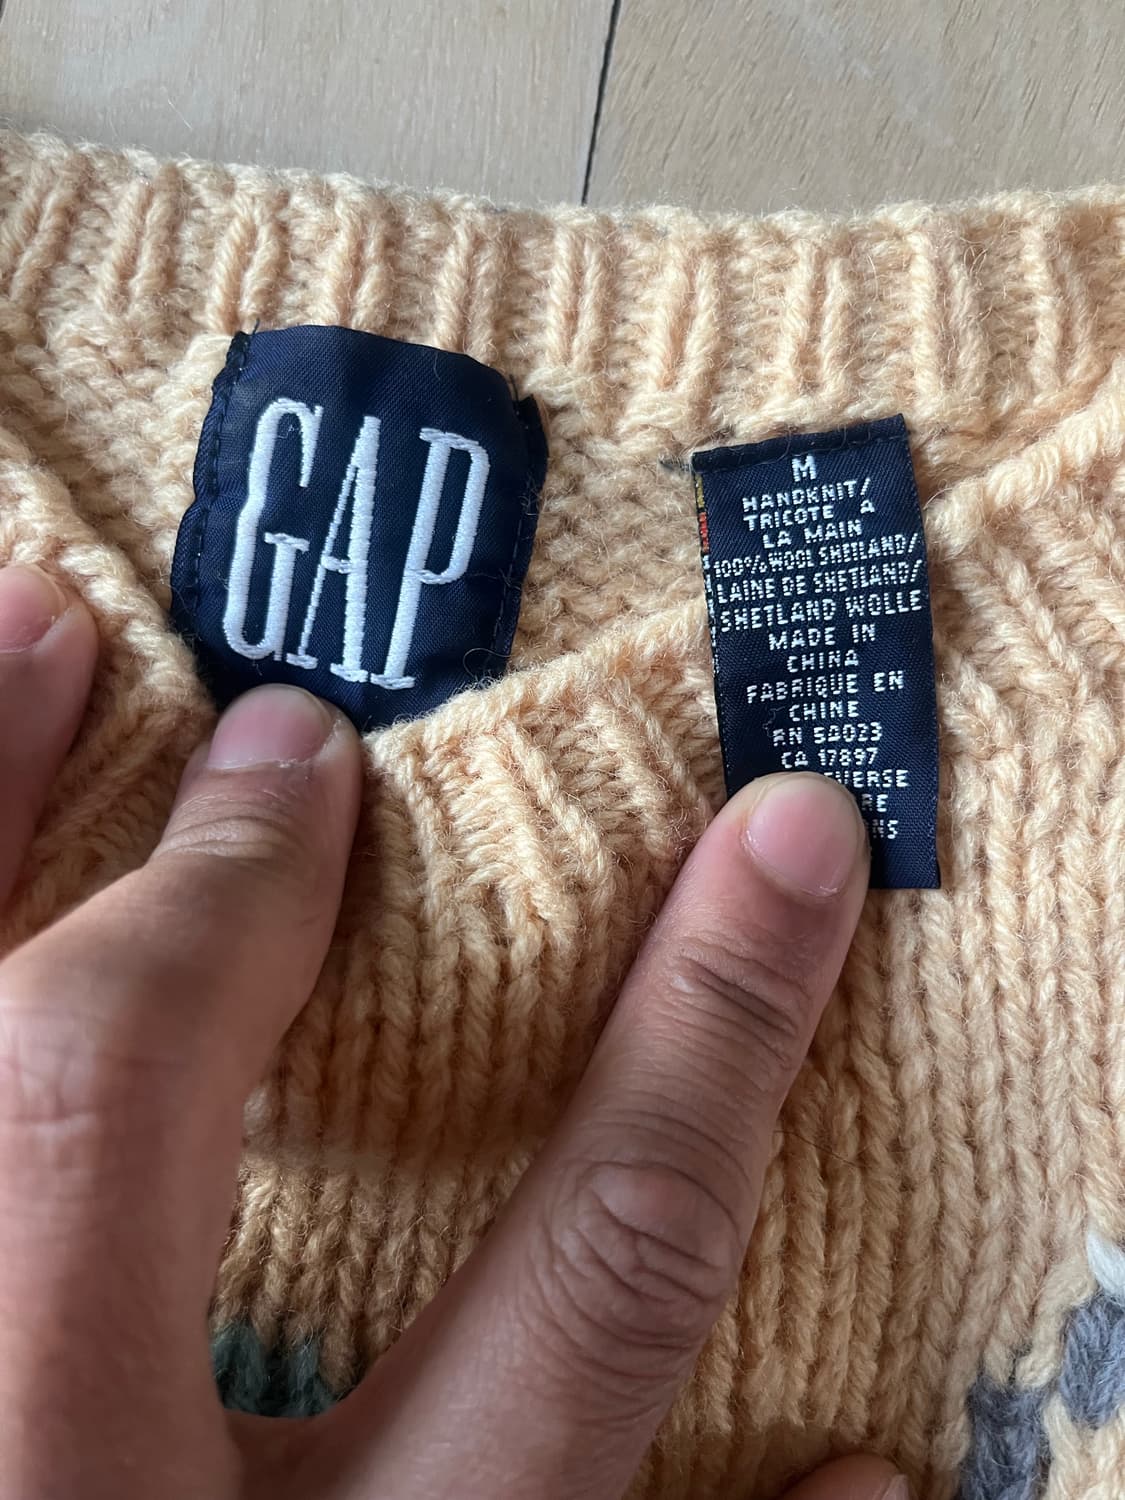 GAP
M
HANDKNIT/
TRICOTE A
LA MAIN
100% WOOL SHETLAND/
LAINE DE SHETLAND/
SHETLAND WOLLE
MADE IN
CHINA
FABRIQUE EN
CHINE
RN 54023
CA 17897